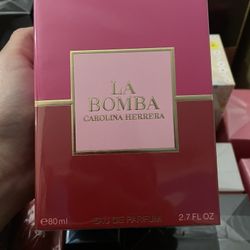 LA
BOMBA
CAROLINA HERRERA
℮80ml EAU DE PARFUM 2.7 FL OZ